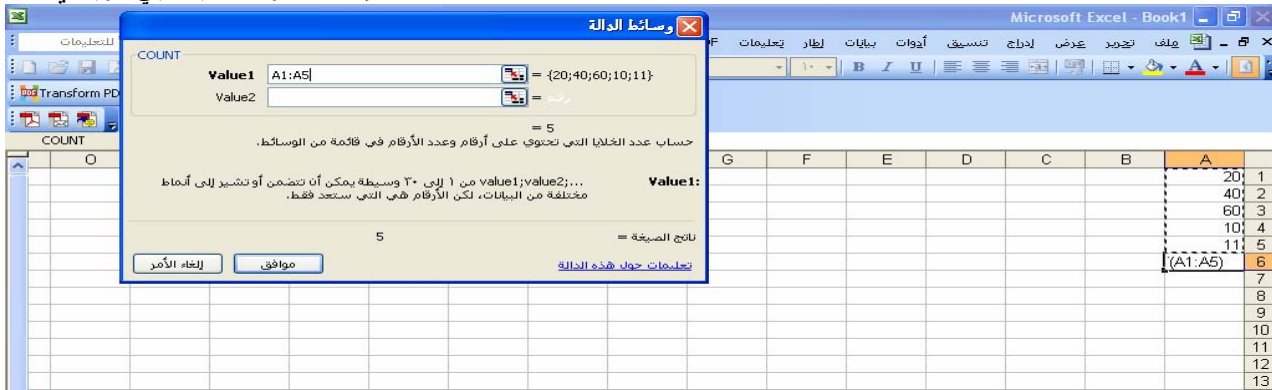 Microsoft Excel - Book1
ملف تحرير عرض إدراج تنسيق أدوات بيانات إطار تعليمات
للتعليمات
B I U
A
Transform PD
COUNT
وسائط الدالة
COUNT
Value1 A1:A5 = {20;40;60;10;11}
Value2 = رقم
= 5
حساب عدد الخلايا التي تحتوي على أرقام وعدد الأرقام في قائمة من الوسائط.
Value1: value1;value2;... من ١ إلى ٣٠ وسيطة يمكن أن تتضمن أو تشير إلى أنماط
مختلفة من البيانات، لكن الأرقام هي التي ستعد فقط.
ناتج الصيغة = 5
تعليمات حول هذه الدالة
موافق إلغاء الأمر
A B C D E F G O
20 1
40 2
60 3
10 4
11 5
(A1:A5) 6
7
8
9
10
11
12
13